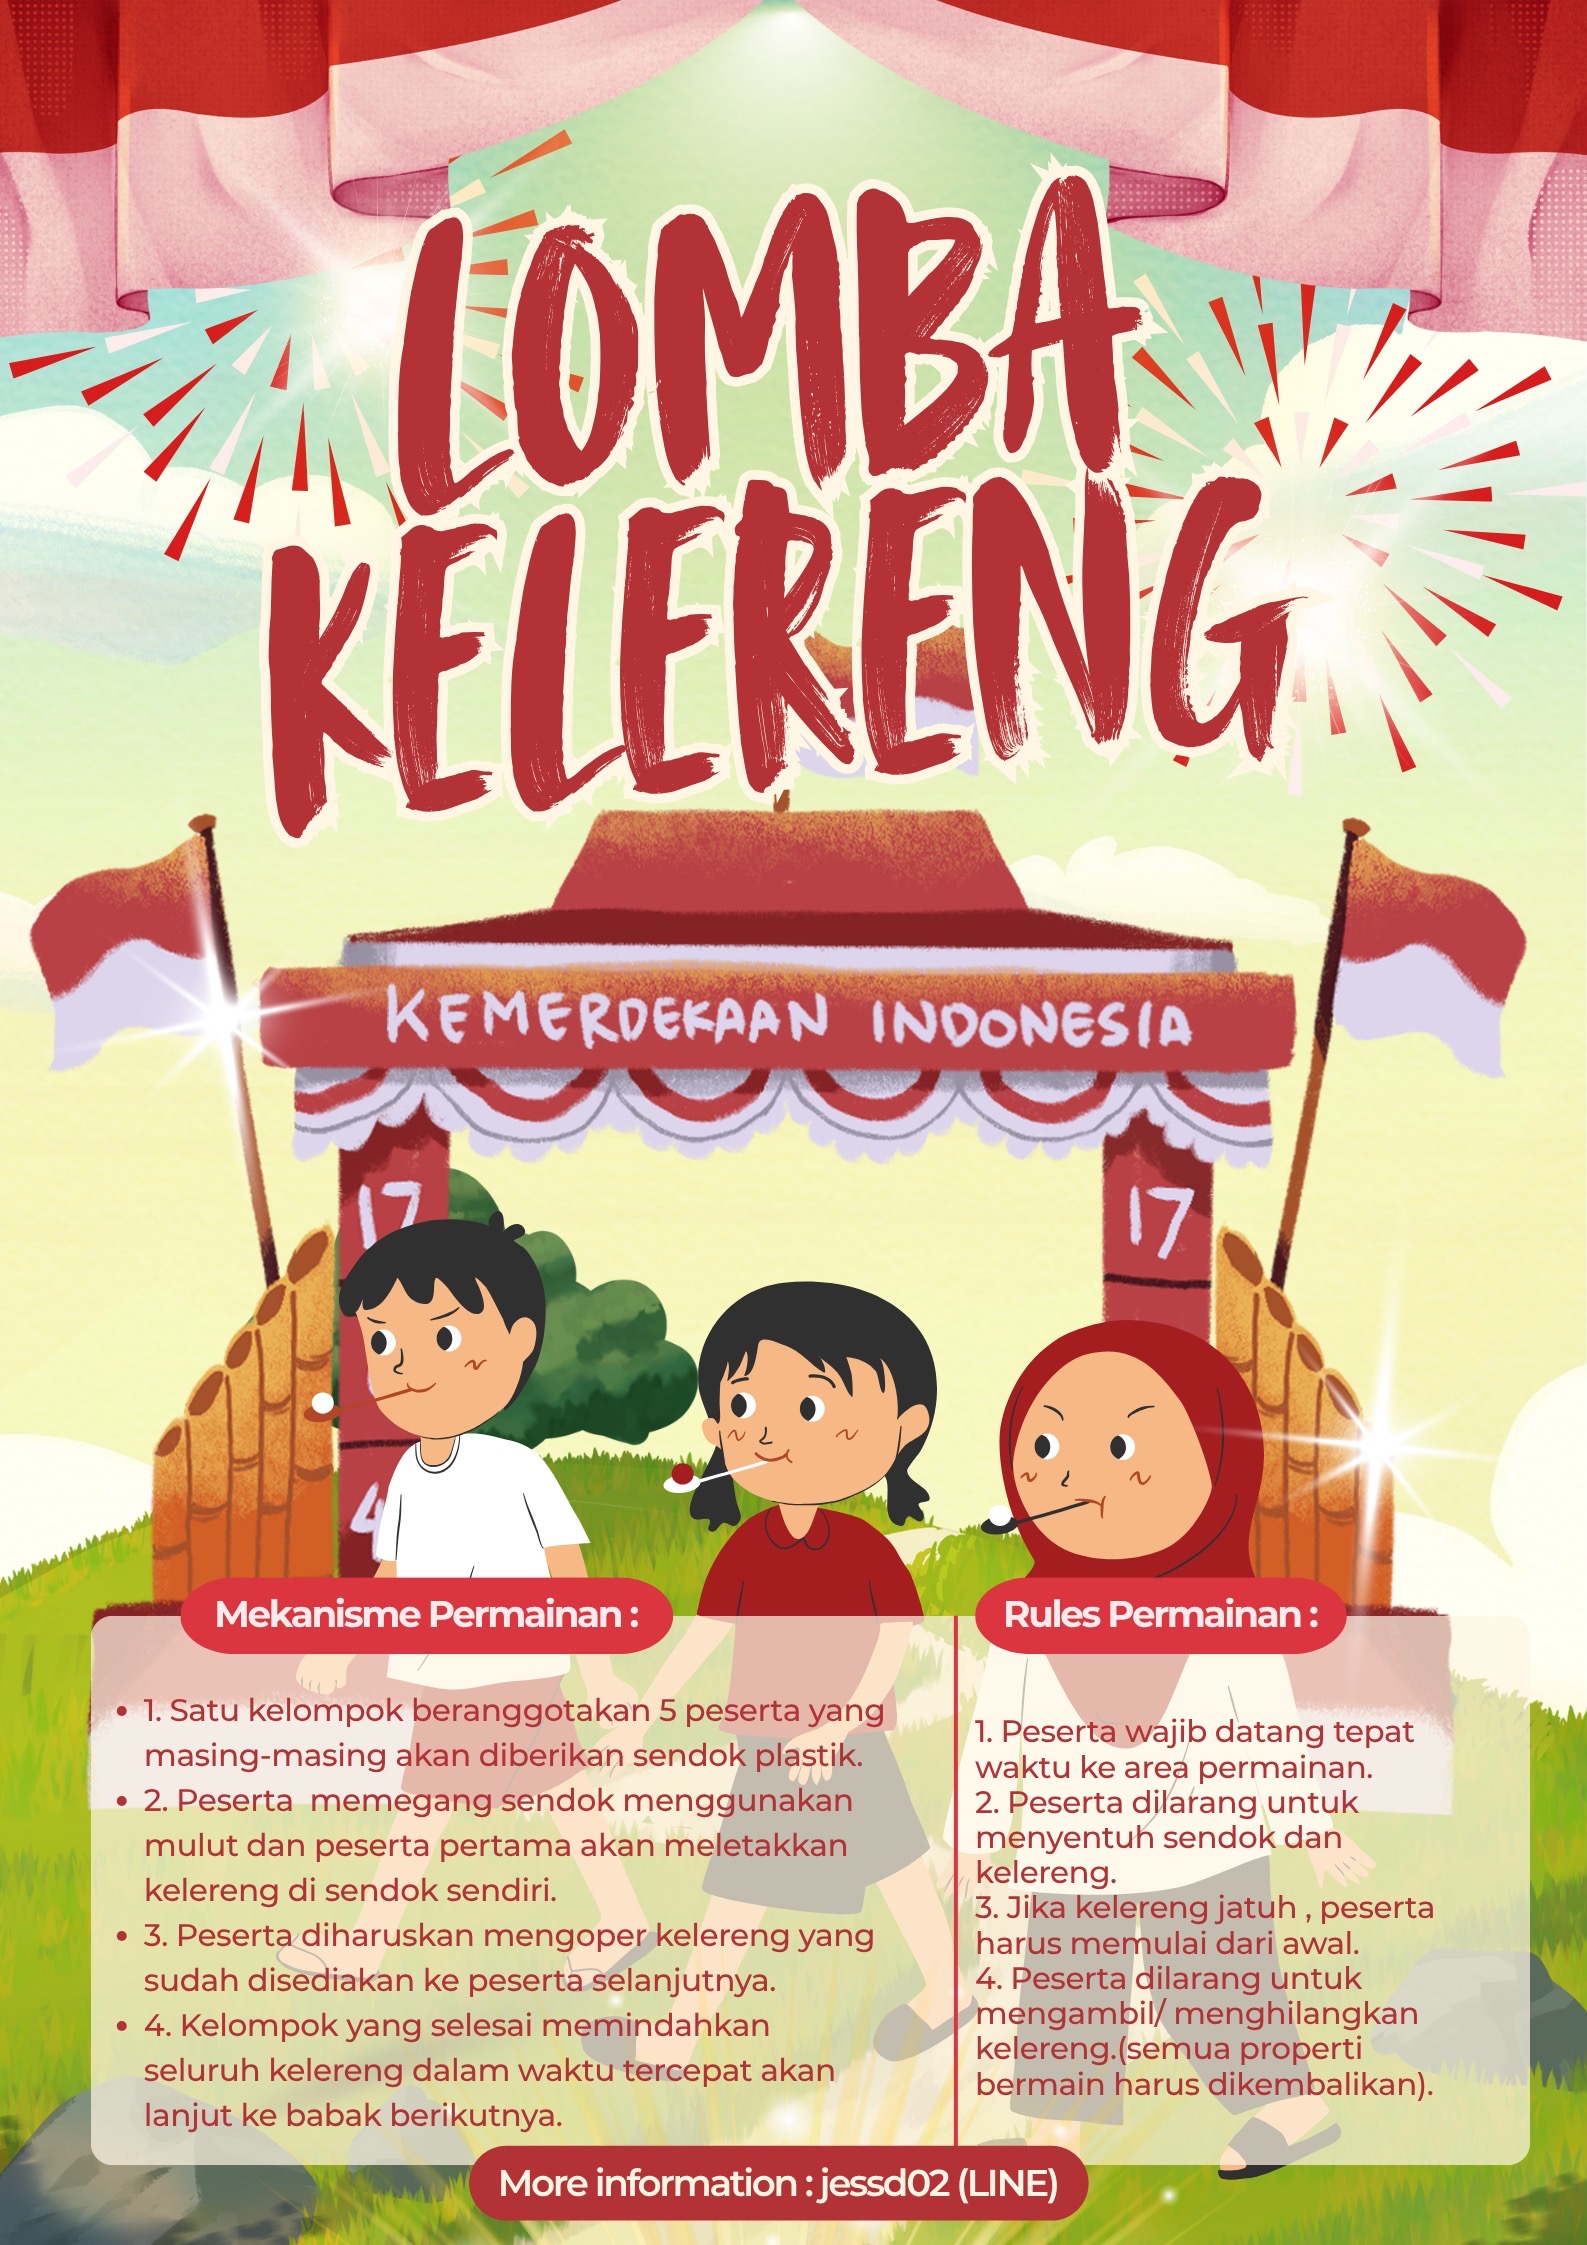 LOMBA
KELERENG
KEMERDEKAAN INDONESIA
17
17
4
Mekanisme Permainan :
• 1. Satu kelompok beranggotakan 5 peserta yang
masing-masing akan diberikan sendok plastik.
• 2. Peserta  memegang sendok menggunakan
mulut dan peserta pertama akan meletakkan
kelereng di sendok sendiri.
• 3. Peserta diharuskan mengoper kelereng yang
sudah disediakan ke peserta selanjutnya.
• 4. Kelompok yang selesai memindahkan
seluruh kelereng dalam waktu tercepat akan
lanjut ke babak berikutnya.
Rules Permainan :
1. Peserta wajib datang tepat
waktu ke area permainan.
2. Peserta dilarang untuk
menyentuh sendok dan
kelereng.
3. Jika kelereng jatuh , peserta
harus memulai dari awal.
4. Peserta dilarang untuk
mengambil/ menghilangkan
kelereng.(semua properti
bermain harus dikembalikan).
More information : jessd02 (LINE)